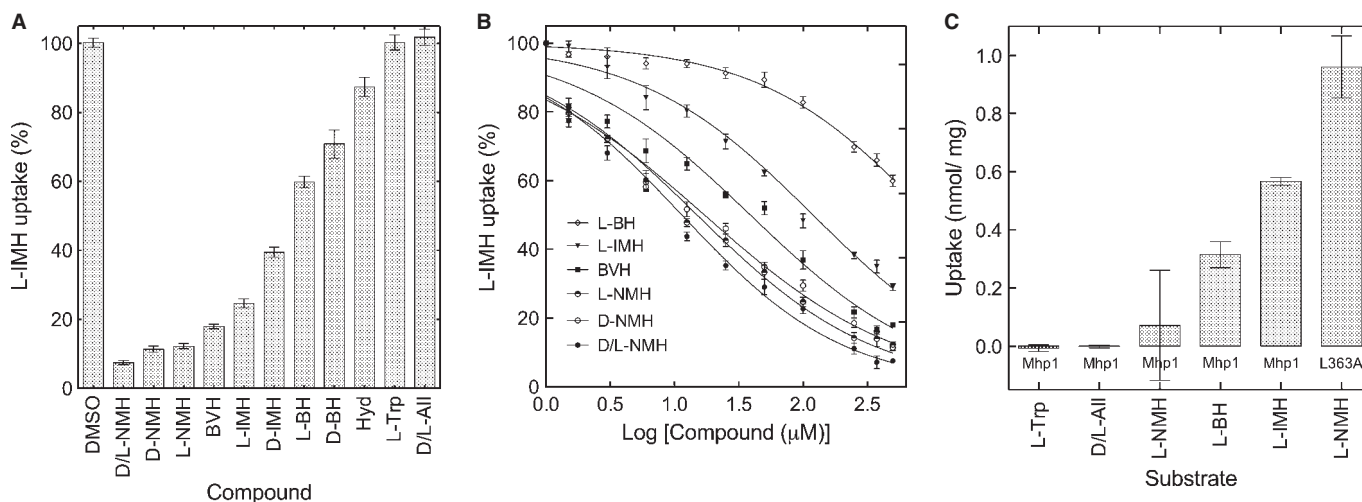 A
L-IMH uptake (%)
100
80
60
40
20
0
DMSO
D/L-NMH
D-NMH
L-NMH
BVH
L-IMH
D-IMH
L-BH
D-BH
Hyd
L-Trp
D/L-All
Compound
B
L-IMH uptake (%)
100
80
60
40
20
0
L-BH
L-IMH
BVH
L-NMH
D-NMH
D/L-NMH
0.0 0.5 1.0 1.5 2.0 2.5
Log [Compound (μM)]
C
Uptake (nmol/ mg)
1.0
0.8
0.6
0.4
0.2
0.0
Mhp1 Mhp1 Mhp1 Mhp1 Mhp1 L363A
L-Trp
D/L-All
L-NMH
L-BH
L-IMH
L-NMH
Substrate